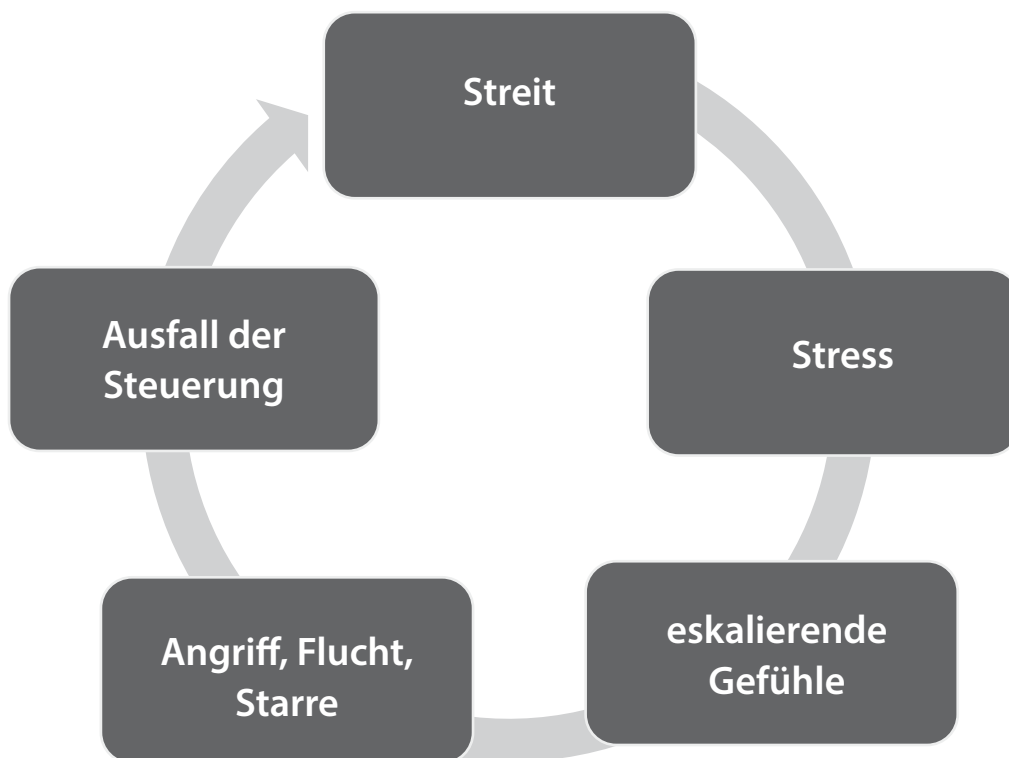 Streit
Stress
eskalierende
Gefühle
Angriff, Flucht,
Starre
Ausfall der
Steuerung